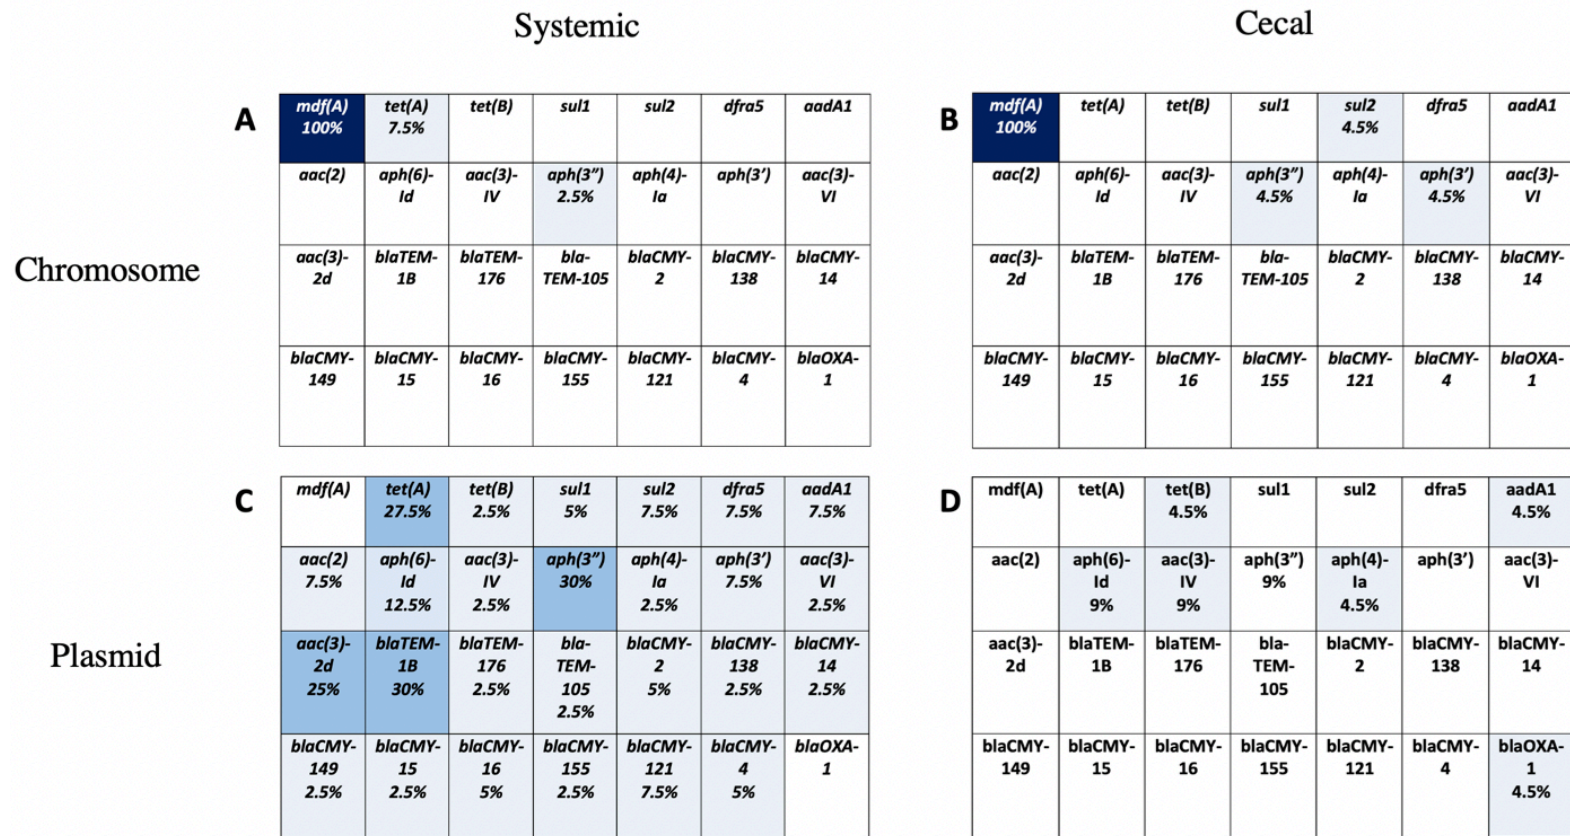 Systemic
Cecal
Chromosome
Plasmid
A
mdf(A)
100%
tet(A)
7.5%
tet(B)
sul1
sul2
dfra5
aadA1
aac(2)
aph(6)-
Id
aac(3)-
IV
aph(3”)
2.5%
aph(4)-
Ia
aph(3’)
aac(3)-
VI
aac(3)-
2d
blaTEM-
1B
blaTEM-
176
bla-
TEM-105
blaCMY-
2
blaCMY-
138
blaCMY-
14
blaCMY-
149
blaCMY-
15
blaCMY-
16
blaCMY-
155
blaCMY-
121
blaCMY-
4
blaOXA-
1
B
mdf(A)
100%
tet(A)
tet(B)
sul1
sul2
4.5%
dfra5
aadA1
aac(2)
aph(6)-
Id
aac(3)-
IV
aph(3”)
4.5%
aph(4)-
Ia
aph(3’)
4.5%
aac(3)-
VI
aac(3)-
2d
blaTEM-
1B
blaTEM-
176
bla-
TEM-105
blaCMY-
2
blaCMY-
138
blaCMY-
14
blaCMY-
149
blaCMY-
15
blaCMY-
16
blaCMY-
155
blaCMY-
121
blaCMY-
4
blaOXA-
1
C
mdf(A)
tet(A)
27.5%
tet(B)
2.5%
sul1
5%
sul2
7.5%
dfra5
7.5%
aadA1
7.5%
aac(2)
7.5%
aph(6)-
Id
12.5%
aac(3)-
IV
2.5%
aph(3”)
30%
aph(4)-
Ia
2.5%
aph(3’)
7.5%
aac(3)-
VI
2.5%
aac(3)-
2d
25%
blaTEM-
1B
30%
blaTEM-
176
2.5%
bla-
TEM-
105
2.5%
blaCMY-
2
5%
blaCMY-
138
2.5%
blaCMY-
14
2.5%
blaCMY-
149
2.5%
blaCMY-
15
2.5%
blaCMY-
16
5%
blaCMY-
155
2.5%
blaCMY-
121
7.5%
blaCMY-
4
5%
blaOXA-
1
D
mdf(A)
tet(A)
tet(B)
4.5%
sul1
sul2
dfra5
aadA1
4.5%
aac(2)
aph(6)-
Id
9%
aac(3)-
IV
9%
aph(3”)
9%
aph(4)-
Ia
4.5%
aph(3’)
aac(3)-
VI
aac(3)-
2d
blaTEM-
1B
blaTEM-
176
bla-
TEM-
105
blaCMY-
2
blaCMY-
138
blaCMY-
14
blaCMY-
149
blaCMY-
15
blaCMY-
16
blaCMY-
155
blaCMY-
121
blaCMY-
4
blaOXA-
1
4.5%